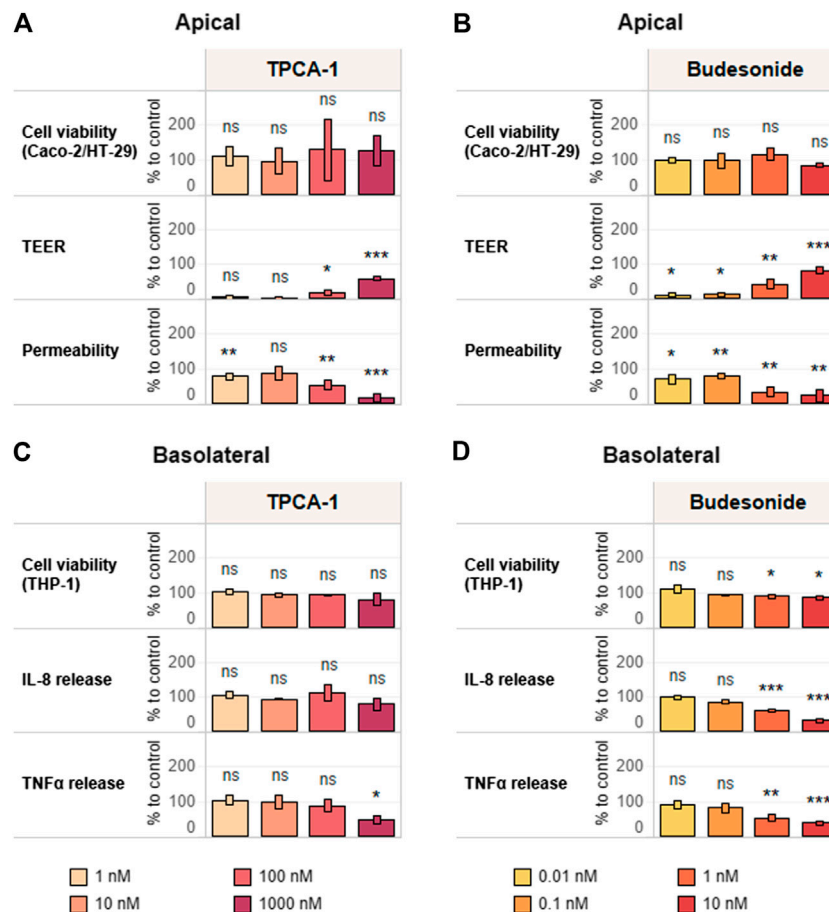 A
Apical
TPCA-1
Cell viability
(Caco-2/HT-29)
% to control
200
100
0
ns
ns
ns
ns
TEER
% to control
200
100
0
ns
ns
*
***
Permeability
% to control
200
100
0
**
ns
**
***
B
Apical
Budesonide
Cell viability
(Caco-2/HT-29)
% to control
200
100
0
ns
ns
ns
ns
TEER
% to control
200
100
0
*
*
**
***
Permeability
% to control
200
100
0
*
**
**
**
C
Basolateral
TPCA-1
Cell viability
(THP-1)
% to control
200
100
0
ns
ns
ns
ns
IL-8 release
% to control
200
100
0
ns
ns
ns
ns
TNFα release
% to control
200
100
0
ns
ns
ns
*
1 nM
10 nM
100 nM
1000 nM
D
Basolateral
Budesonide
Cell viability
(THP-1)
% to control
200
100
0
ns
ns
*
*
IL-8 release
% to control
200
100
0
ns
ns
***
***
TNFα release
% to control
200
100
0
ns
ns
**
***
0.01 nM
0.1 nM
1 nM
10 nM